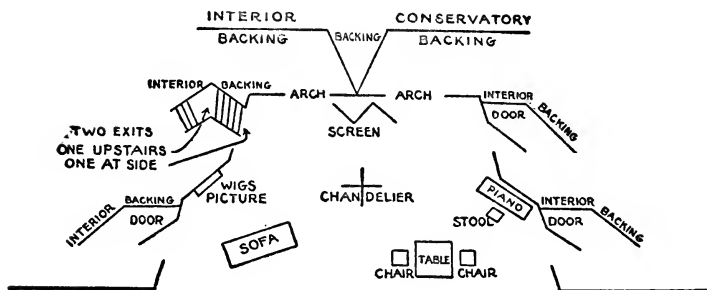 INTERIOR CONSERVATORY
BACKING BACKING BACKING
INTERIOR BACKING ARCH ARCH INTERIOR BACKING
DOOR
SCREEN
TWO EXITS
ONE UPSTAIRS
ONE AT SIDE
WIGS
PICTURE
CHANDELIER
PIANO
INTERIOR BACKING INTERIOR BACKING
DOOR STOOL DOOR
SOFA
TABLE
CHAIR CHAIR